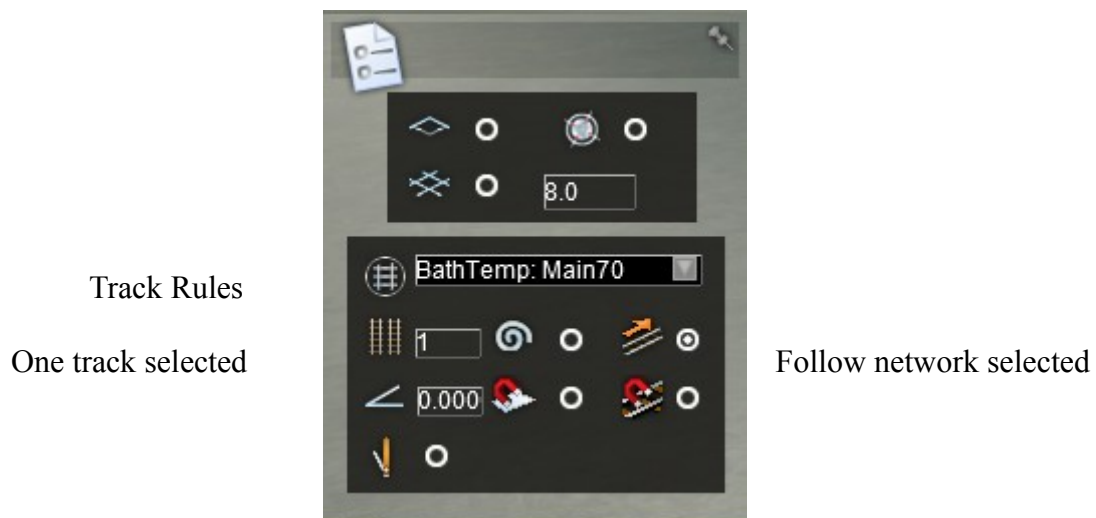 8.0
BathTemp: Main70
Track Rules
1
One track selected
Follow network selected
0.000